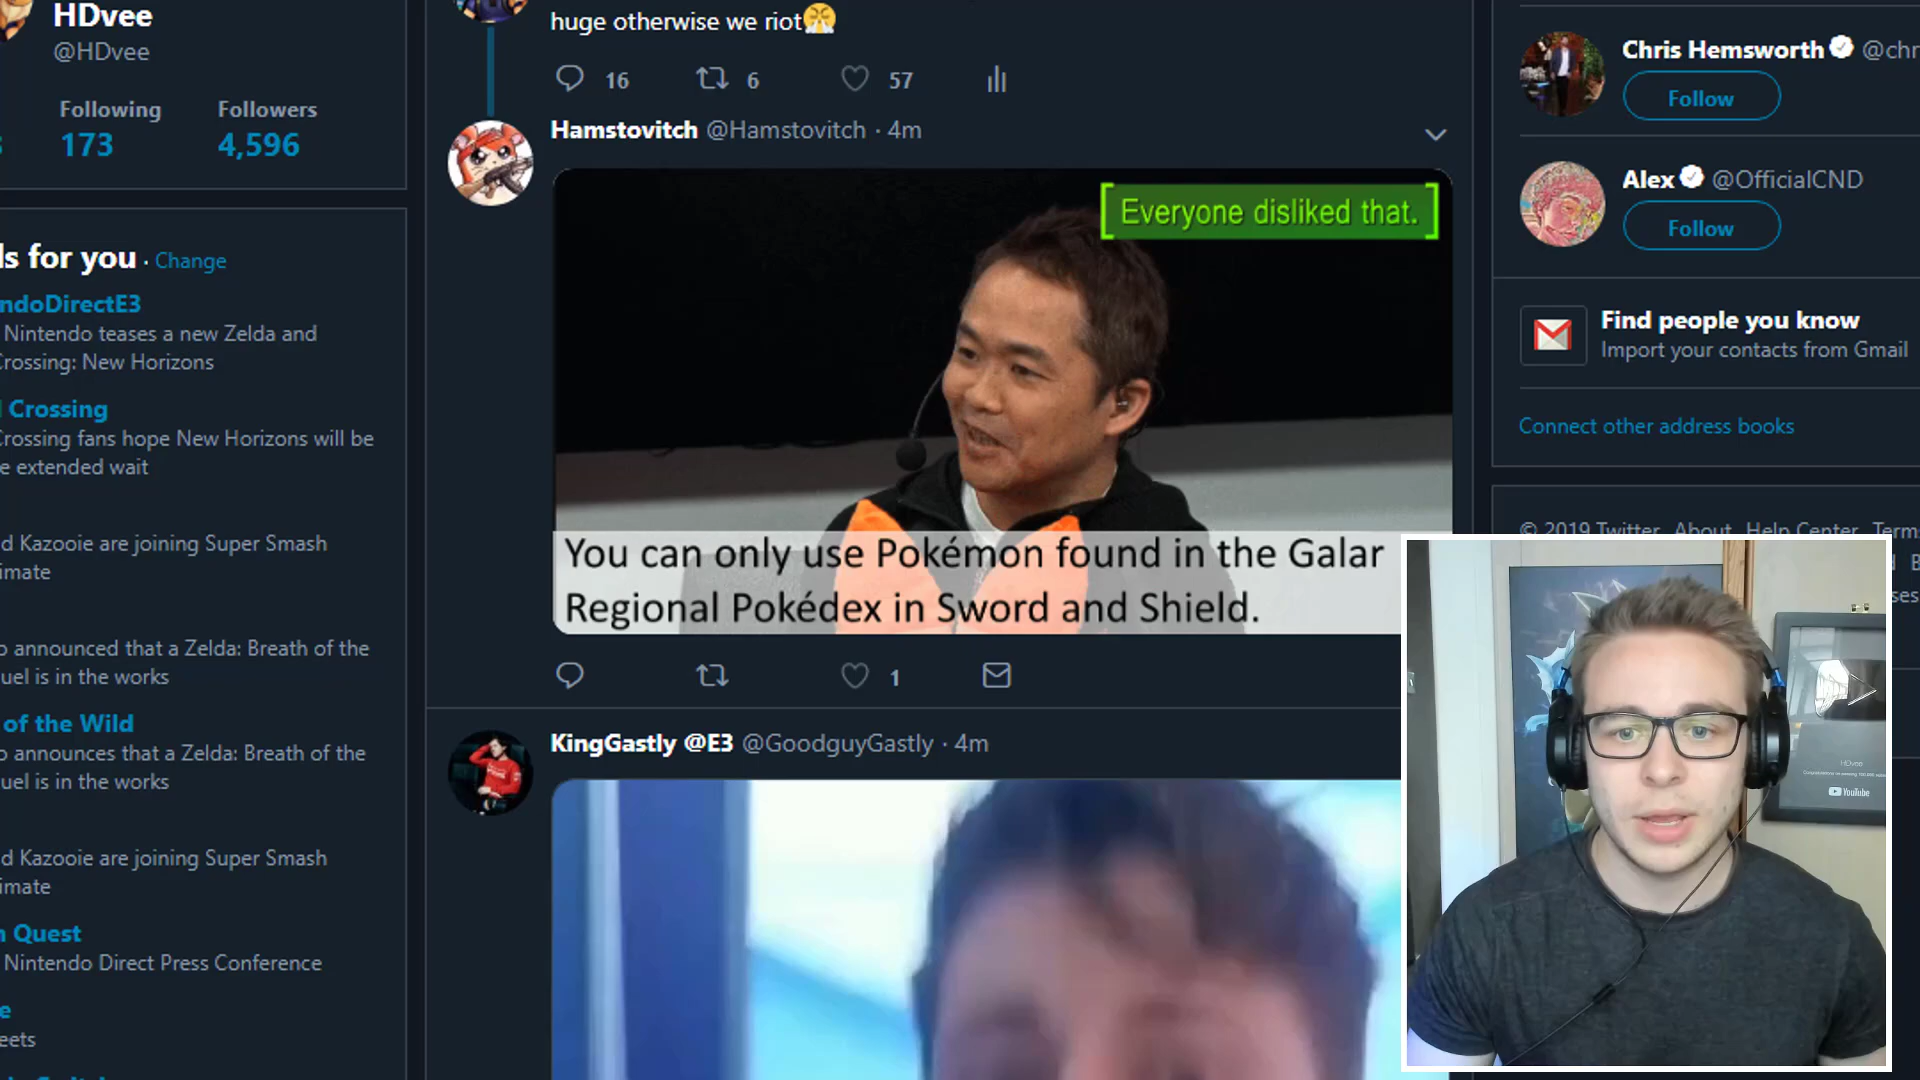 HDvee
@HDvee
Following
Followers
173
4,596
ls for you · Change
ndoDirectE3
Nintendo teases a new Zelda and
Crossing: New Horizons
Crossing
Crossing fans hope New Horizons will be
e extended wait
d Kazooie are joining Super Smash
imate
o announced that a Zelda: Breath of the
uel is in the works
of the Wild
o announces that a Zelda: Breath of the
uel is in the works
d Kazooie are joining Super Smash
imate
n Quest
Nintendo Direct Press Conference
e
eets
huge otherwise we riot
16
6
57
Hamstovitch @Hamstovitch · 4m
Everyone disliked that.
You can only use Pokémon found in the Galar
Regional Pokédex in Sword and Shield.
1
KingGastly @E3 @GoodguyGastly · 4m
Chris Hemsworth @chr
Follow
Alex @OfficialCND
Follow
Find people you know
Import your contacts from Gmail
Connect other address books
© 2019 Twitter About Help Center Terms
HDvee
YouTube